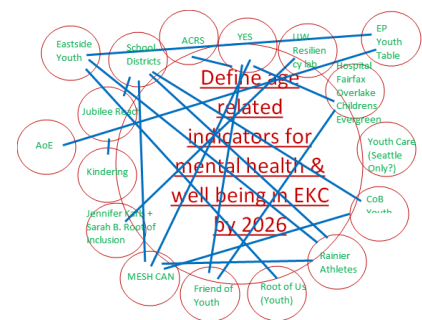 EP
Youth
Table
ACRS
YES
UW
Resilien
cy lab
Eastside
Youth
School
Districts
Hospital
Fairfax
Overlake
Childrens
Evergreen
Define age
related
indicators for
mental health &
well being in EKC
by 2026
Jubilee Reach
AoE
Youth Care
(Seattle
Only?)
Kindering
CoB
Youth
Jennifer Karls +
Sarah B. Root of
Inclusion
MESH CAN
Rainier
Athletes
Friend of
Youth
Root of Us
(Youth)